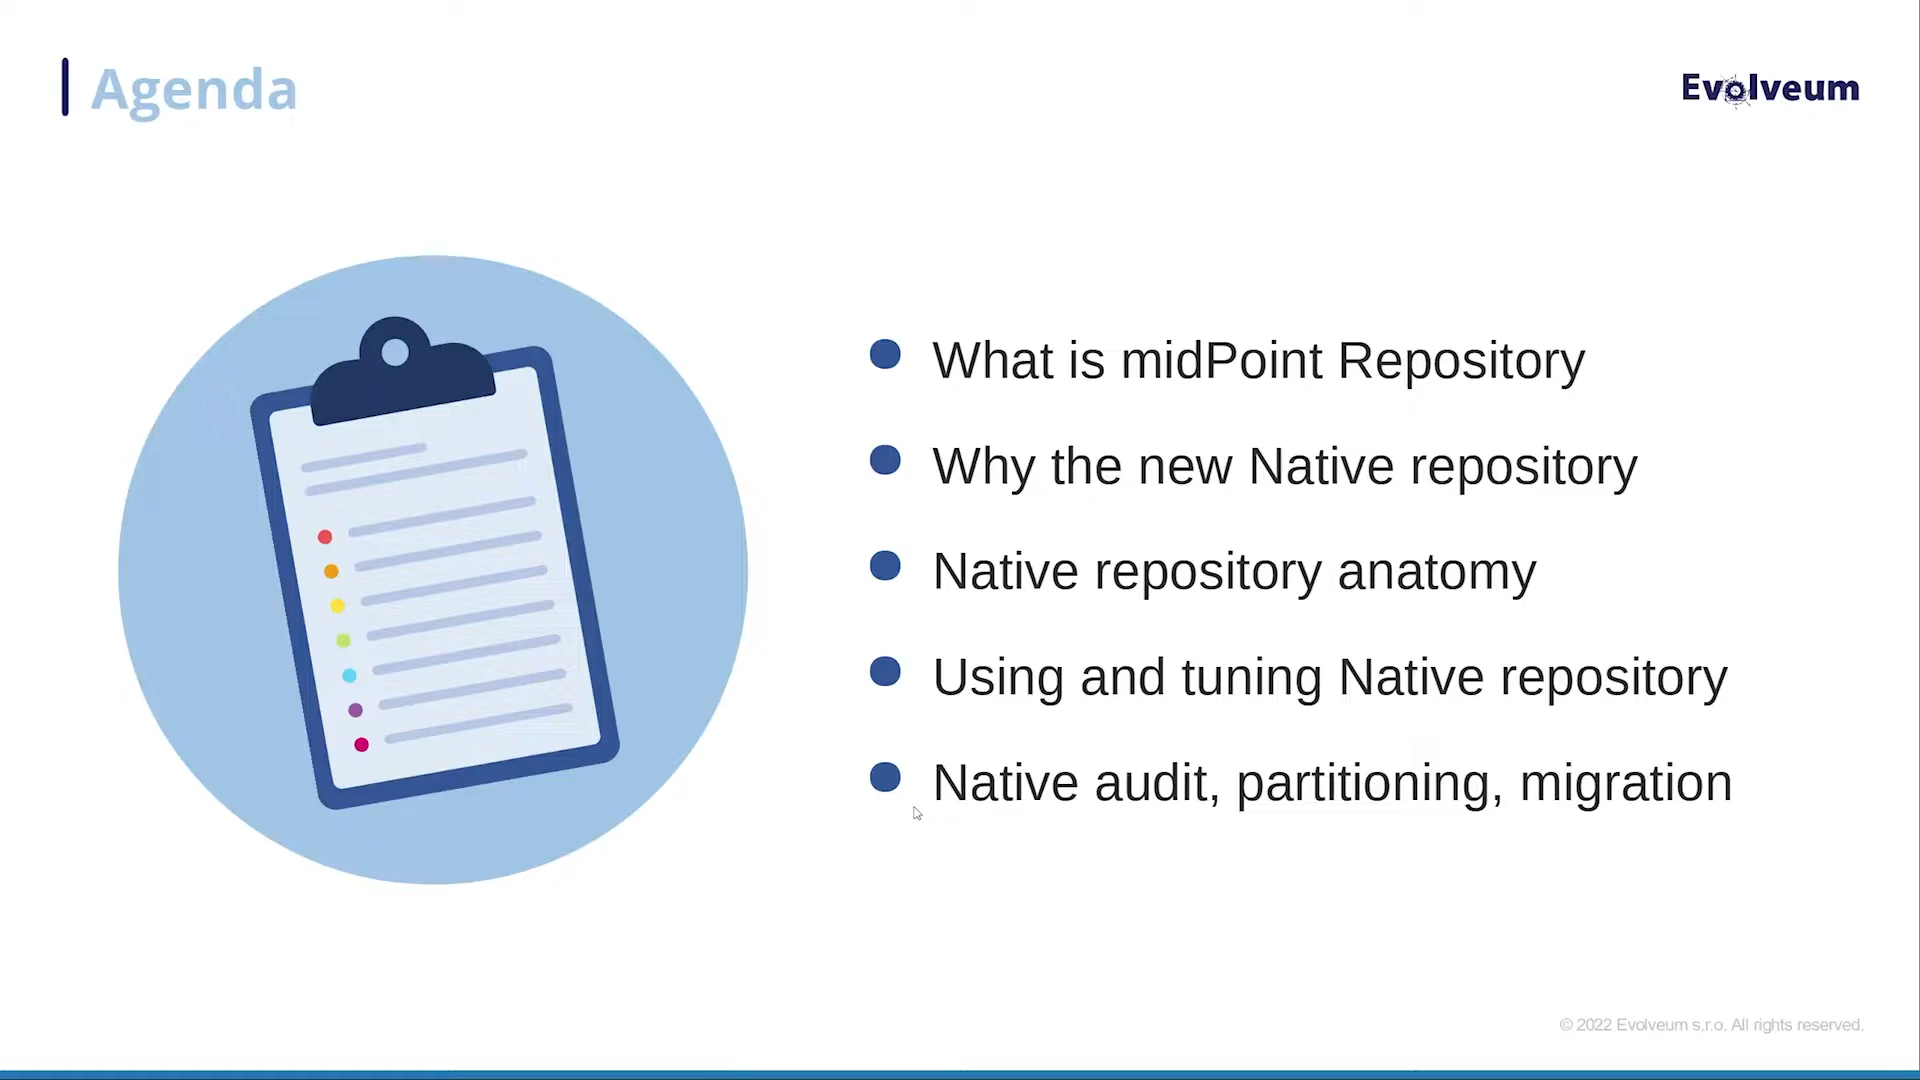 Agenda
Evolveum
What is midPoint Repository
Why the new Native repository
Native repository anatomy
Using and tuning Native repository
Native audit, partitioning, migration
© 2022 Evolveum s.r.o. All rights reserved.